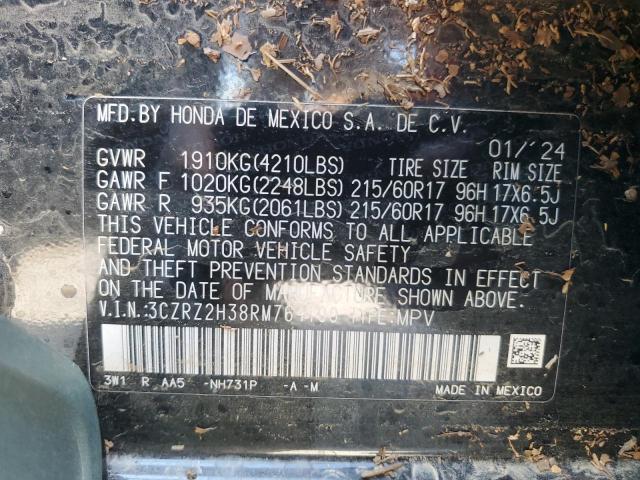 MFD.BY HONDA DE MEXICO S.A. DE C.V.
01/'24
GVWR 1910KG(4210LBS) TIRE SIZE RIM SIZE
GAWR F 1020KG(2248LBS) 215/60R17 96H 17X6.5J
GAWR R 935KG(2061LBS) 215/60R17 96H 17X6.5J
THIS VEHICLE CONFORMS TO ALL APPLICABLE
FEDERAL MOTOR VEHICLE SAFETY
AND THEFT PREVENTION STANDARDS IN EFFECT
ON THE DATE OF MANUFACTURE SHOWN ABOVE.
V.I.N.: TYPE:MPV
3W1 R AA5 -NH731P -A-M
MADE IN MEXICO